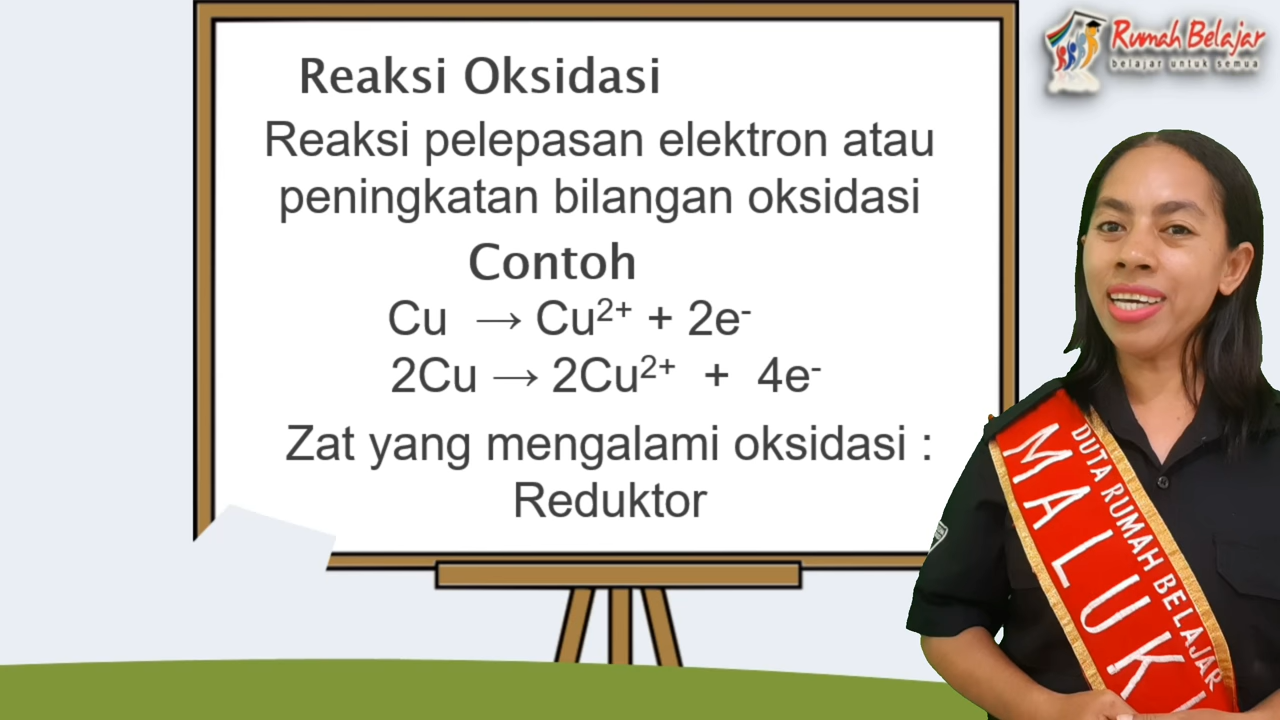 Reaksi Oksidasi
Reaksi pelepasan elektron atau
peningkatan bilangan oksidasi
Contoh
Cu → Cu²⁺ + 2e⁻
2Cu → 2Cu²⁺ + 4e⁻
Zat yang mengalami oksidasi :
Reduktor
Rumah Belajar
belajar untuk semua
DUTA RUMAH BELAJAR
MALUK